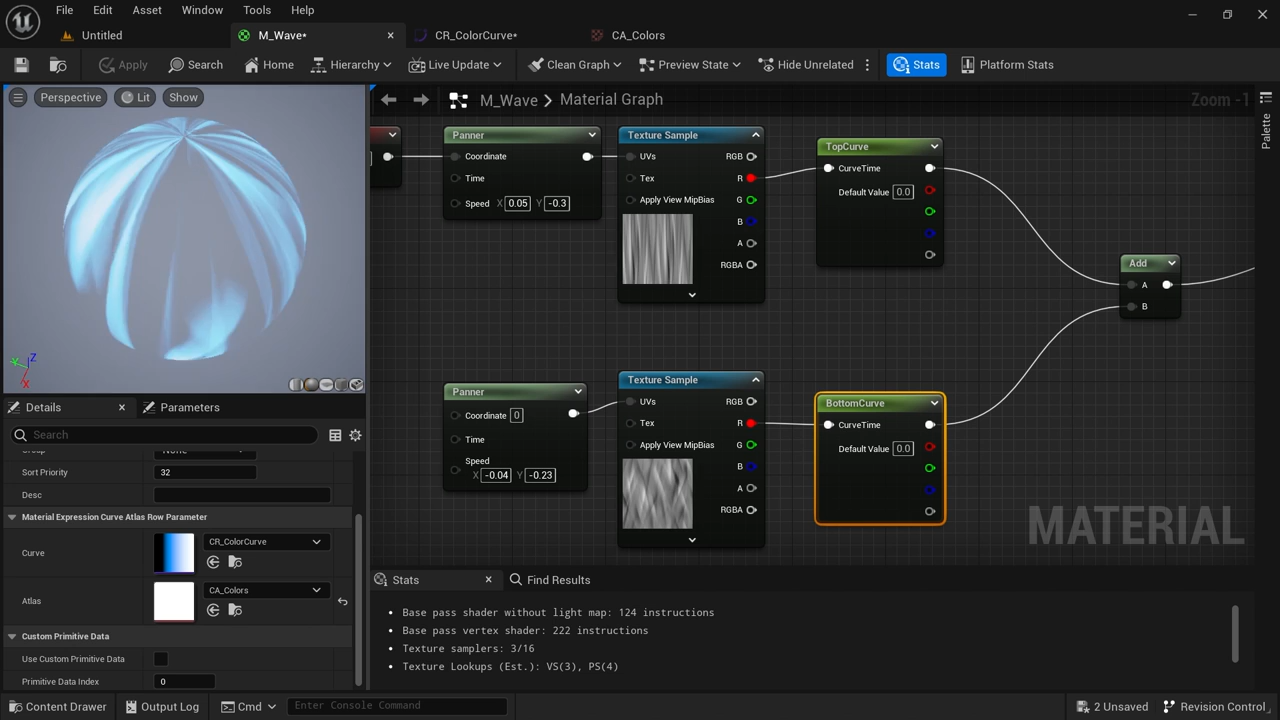 File Edit Asset Window Tools Help
Untitled M_Wave* CR_ColorCurve* CA_Colors
Apply Search Home Hierarchy Live Update Clean Graph Preview State Hide Unrelated Stats Platform Stats
Perspective Lit Show
M_Wave > Material Graph
Zoom -1
Palette
Panner
Coordinate
Time
Speed X 0.05 Y -0.3
Texture Sample
UVs RGB
Tex R
Apply View MipBias G
B
A
RGBA
TopCurve
CurveTime
Default Value 0.0
Add
A
B
Z
Y
X
Panner
Coordinate 0
Time
Speed
X -0.04 Y -0.23
Texture Sample
UVs RGB
Tex R
Apply View MipBias G
B
A
RGBA
BottomCurve
CurveTime
Default Value 0.0
MATERIAL
Details Parameters
Search
Sort Priority 32
Desc
Material Expression Curve Atlas Row Parameter
Curve CR_ColorCurve
Atlas CA_Colors
Custom Primitive Data
Use Custom Primitive Data
Primitive Data Index 0
Stats Find Results
• Base pass shader without light map: 124 instructions
• Base pass vertex shader: 222 instructions
• Texture samplers: 3/16
• Texture Lookups (Est.): VS(3), PS(4)
Content Drawer Output Log Cmd Enter Console Command 2 Unsaved Revision Control